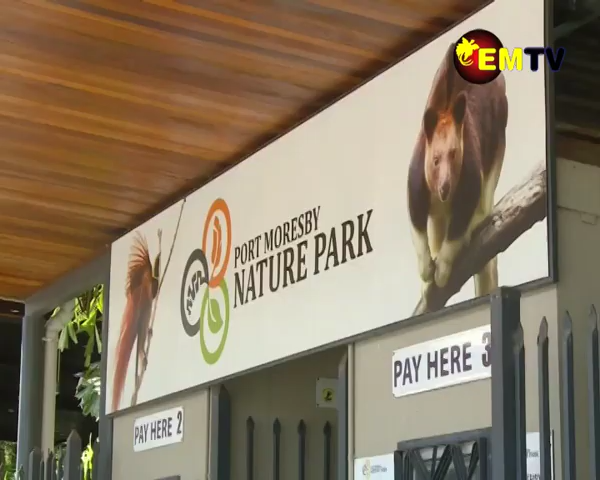 EMTV
PORT MORESBY
NATURE PARK
PAY HERE 3
PAY HERE 2